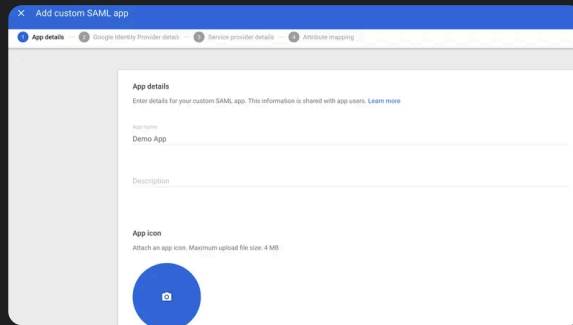 Add custom SAML app
1 App details — 2 Google Identity Provider detail — 3 Service provider details — 4 Attribute mapping
App details
Enter details for your custom SAML app. This information is shared with app users. Learn more
App name
Demo App
Description
App icon
Attach an app icon. Maximum upload file size: 4 MB